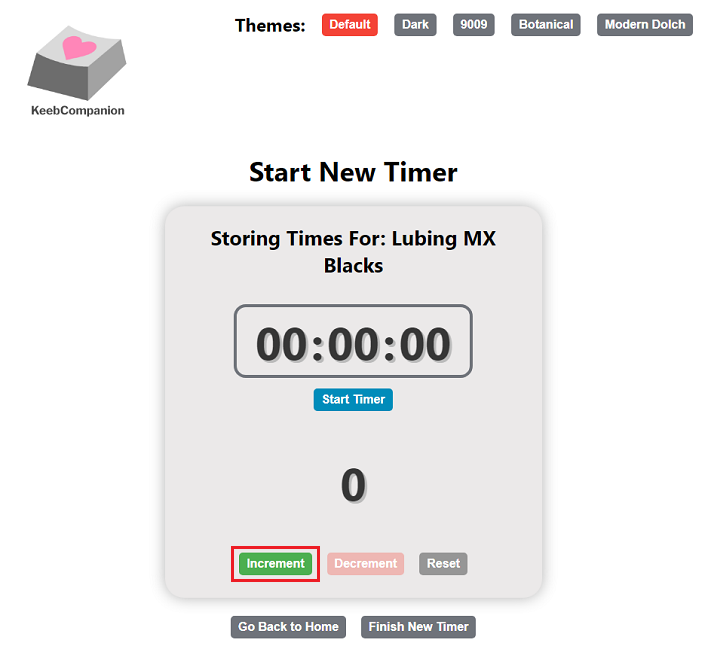 Themes: Default Dark 9009 Botanical Modern Dolch
KeebCompanion
Start New Timer
Storing Times For: Lubing MX
Blacks
00:00:00
Start Timer
0
Increment Decrement Reset
Go Back to Home Finish New Timer